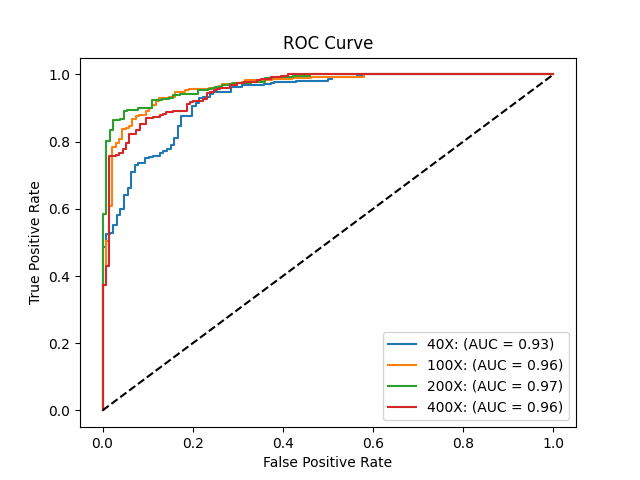 ROC Curve
True Positive Rate
1.0
0.8
0.6
0.4
0.2
0.0
40X: (AUC = 0.93)
100X: (AUC = 0.96)
200X: (AUC = 0.97)
400X: (AUC = 0.96)
0.0 0.2 0.4 0.6 0.8 1.0
False Positive Rate